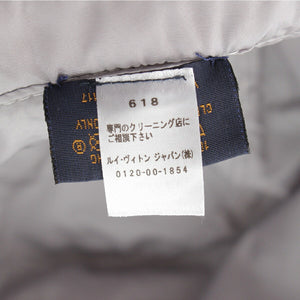 618
専門のクリーニング店に
ご相談下さい
ルイ・ヴィトン ジャパン(株)
0120-00-1854